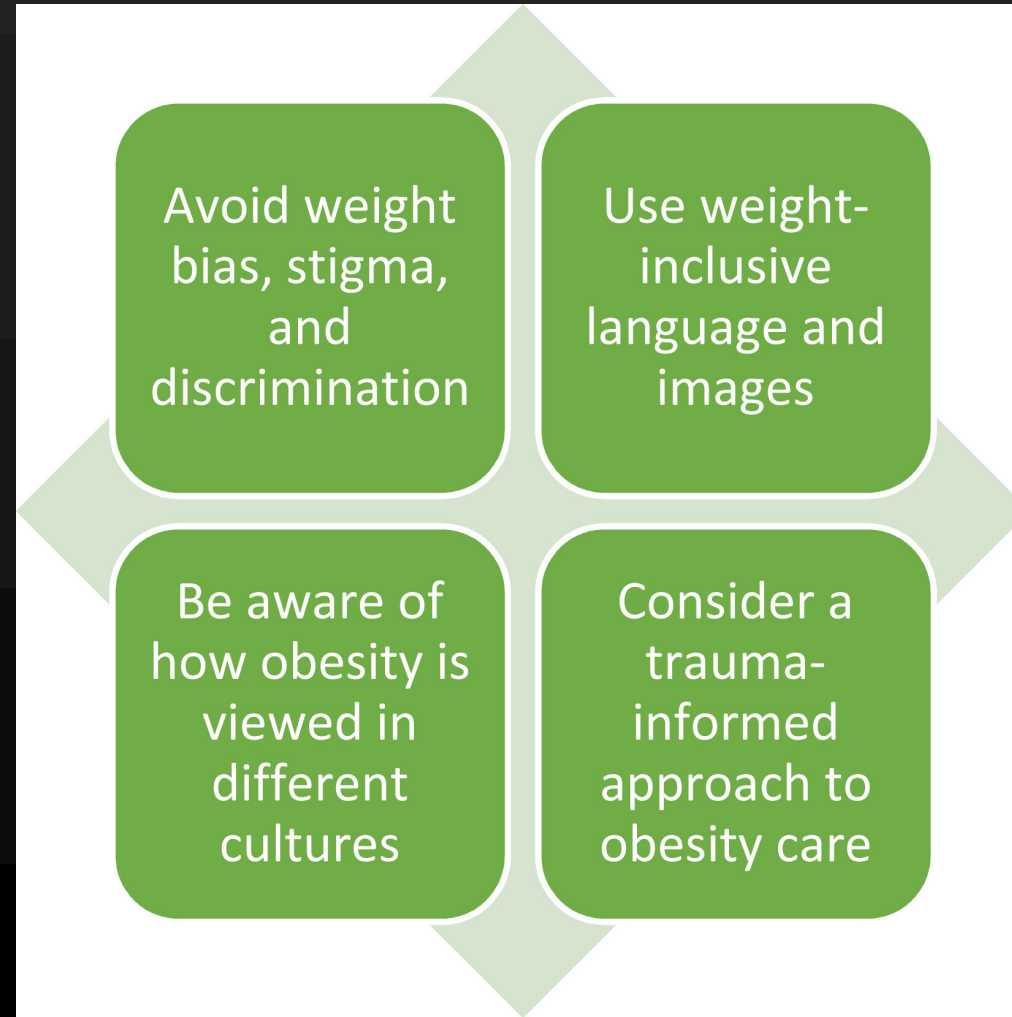 Avoid weight
bias, stigma,
and
discrimination
Use weight-
inclusive
language and
images
Be aware of
how obesity is
viewed in
different
cultures
Consider a
trauma-
informed
approach to
obesity care